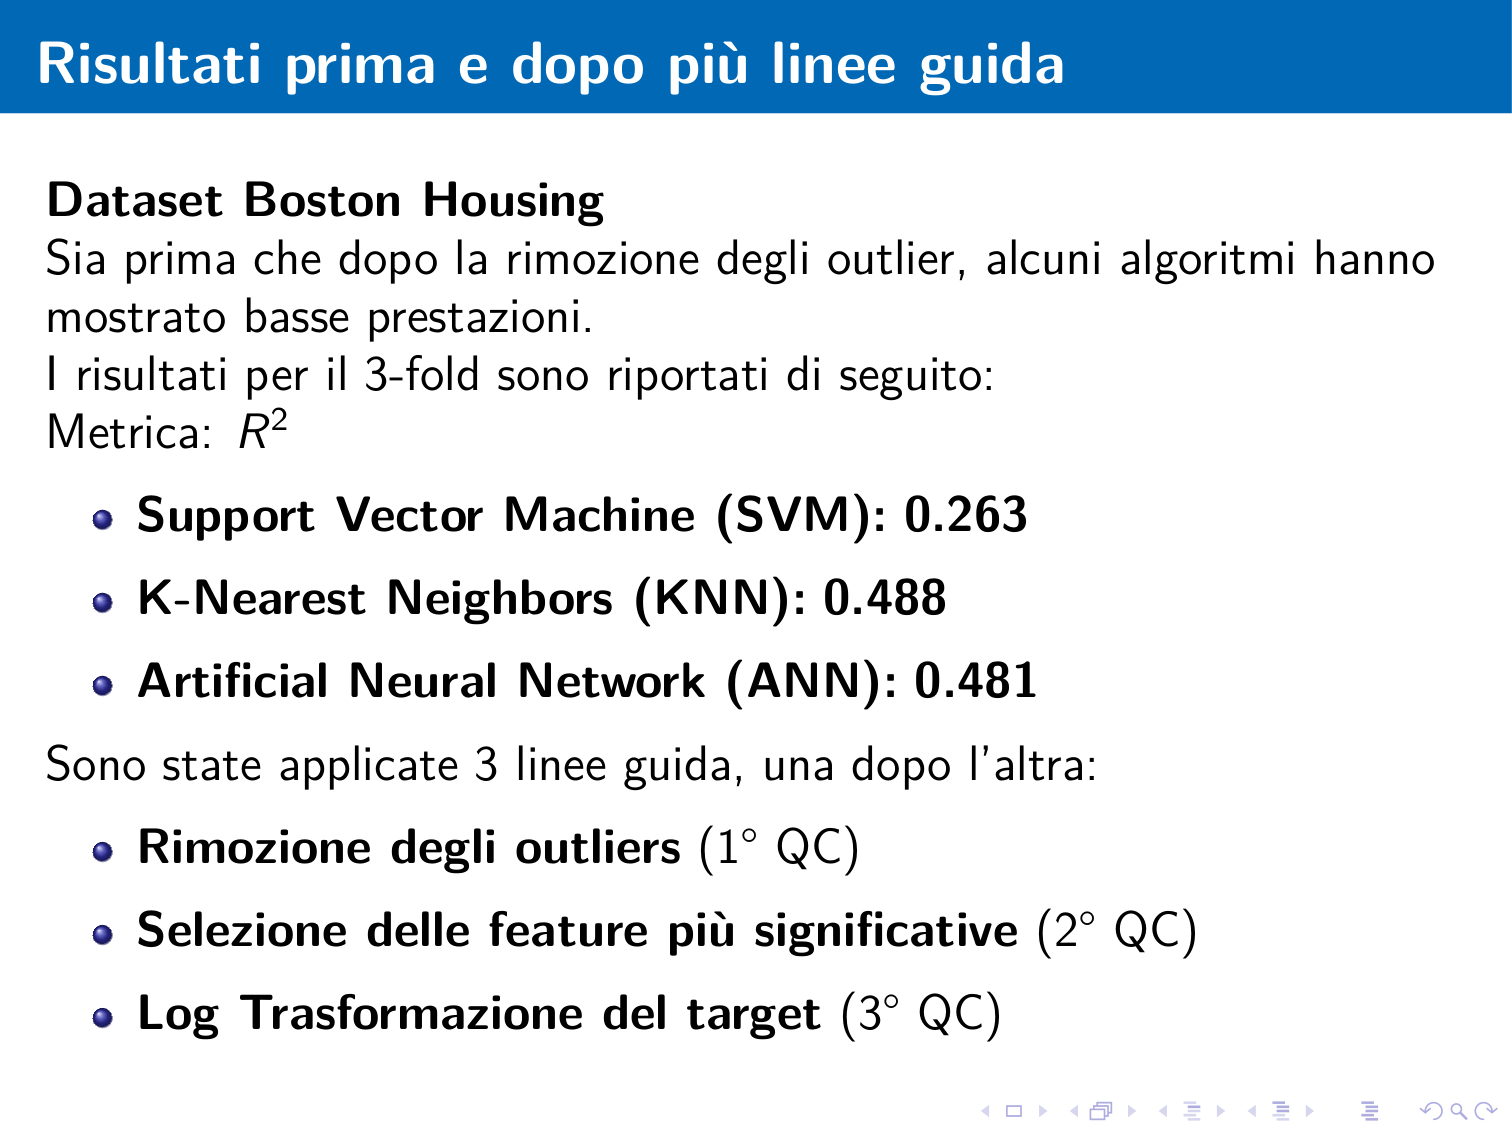 Risultati prima e dopo più linee guida
Dataset Boston Housing
Sia prima che dopo la rimozione degli outlier, alcuni algoritmi hanno
mostrato basse prestazioni.
I risultati per il 3-fold sono riportati di seguito:
Metrica: R²
Support Vector Machine (SVM): 0.263
K-Nearest Neighbors (KNN): 0.488
Artificial Neural Network (ANN): 0.481
Sono state applicate 3 linee guida, una dopo l'altra:
Rimozione degli outliers (1° QC)
Selezione delle feature più significative (2° QC)
Log Trasformazione del target (3° QC)